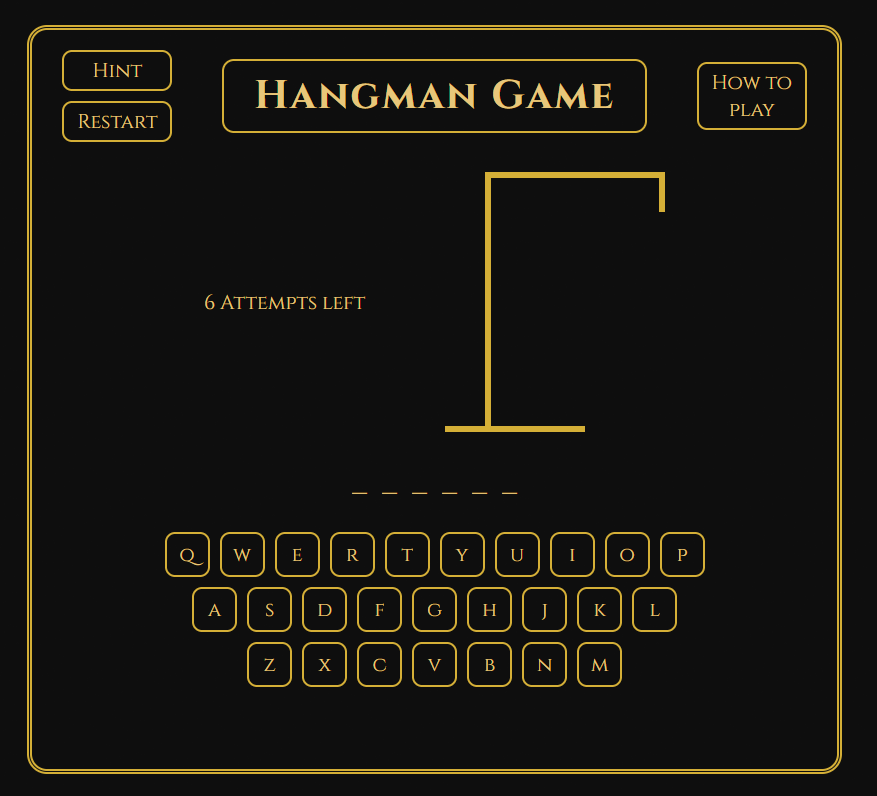 Hint
Restart
Hangman Game
How to
play
6 Attempts left
_ _ _ _ _ _
Q W E R T Y U I O P
A S D F G H J K L
Z X C V B N M